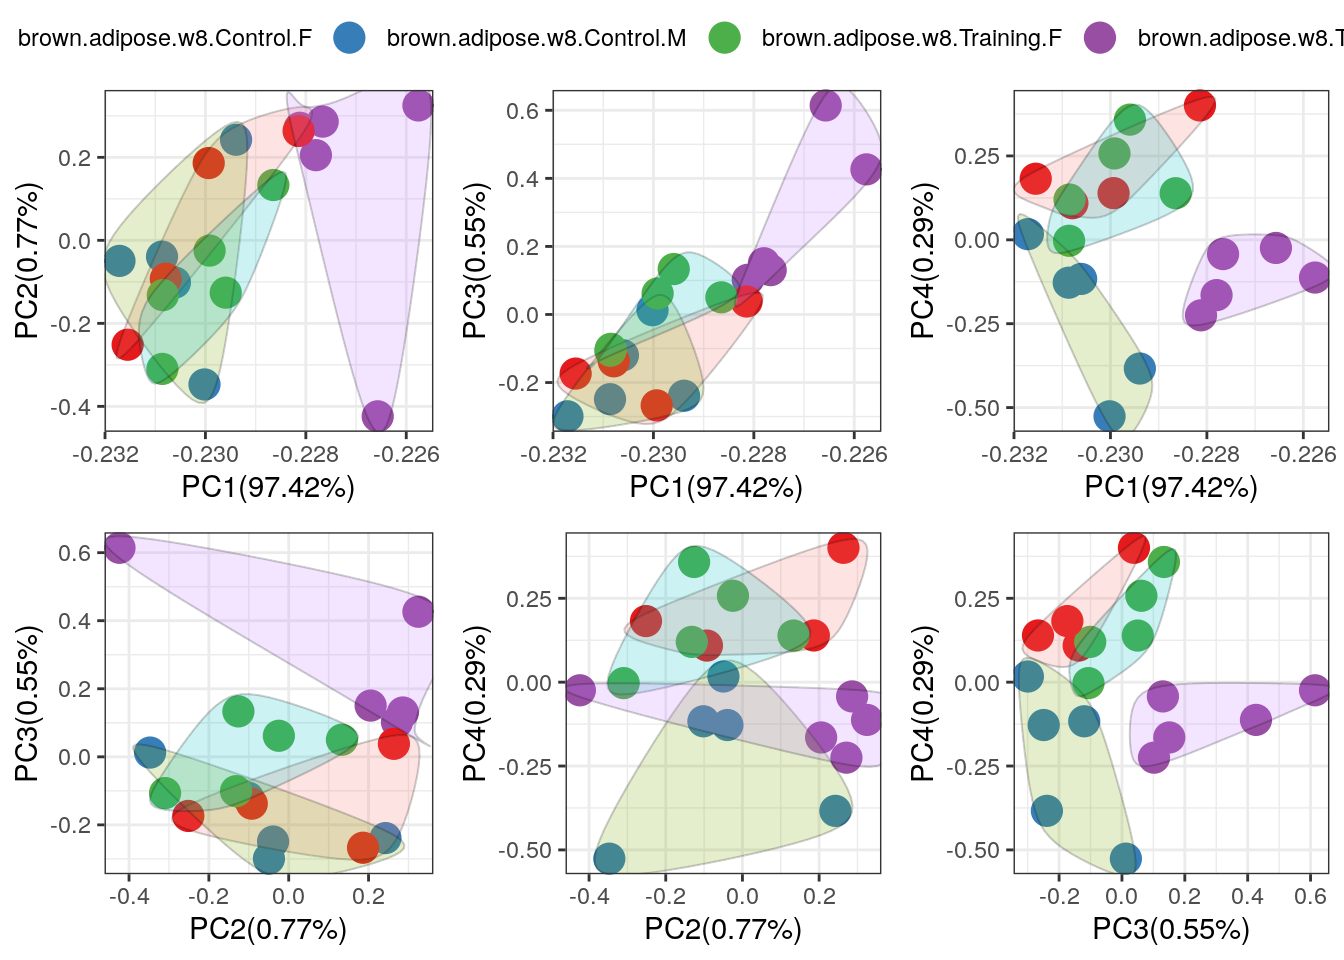 brown.adipose.w8.Control.F brown.adipose.w8.Control.M brown.adipose.w8.Training.F brown.adipose.w8.T
PC2(0.77%)
0.2
0.0
-0.2
-0.4
-0.232 -0.230 -0.228 -0.226
PC1(97.42%)
PC3(0.55%)
0.6
0.4
0.2
0.0
-0.2
-0.232 -0.230 -0.228 -0.226
PC1(97.42%)
PC4(0.29%)
0.25
0.00
-0.25
-0.50
-0.232 -0.230 -0.228 -0.226
PC1(97.42%)
PC3(0.55%)
0.6
0.4
0.2
0.0
-0.2
-0.4 -0.2 0.0 0.2
PC2(0.77%)
PC4(0.29%)
0.25
0.00
-0.25
-0.50
-0.4 -0.2 0.0 0.2
PC2(0.77%)
PC4(0.29%)
0.25
0.00
-0.25
-0.50
-0.2 0.0 0.2 0.4 0.6
PC3(0.55%)